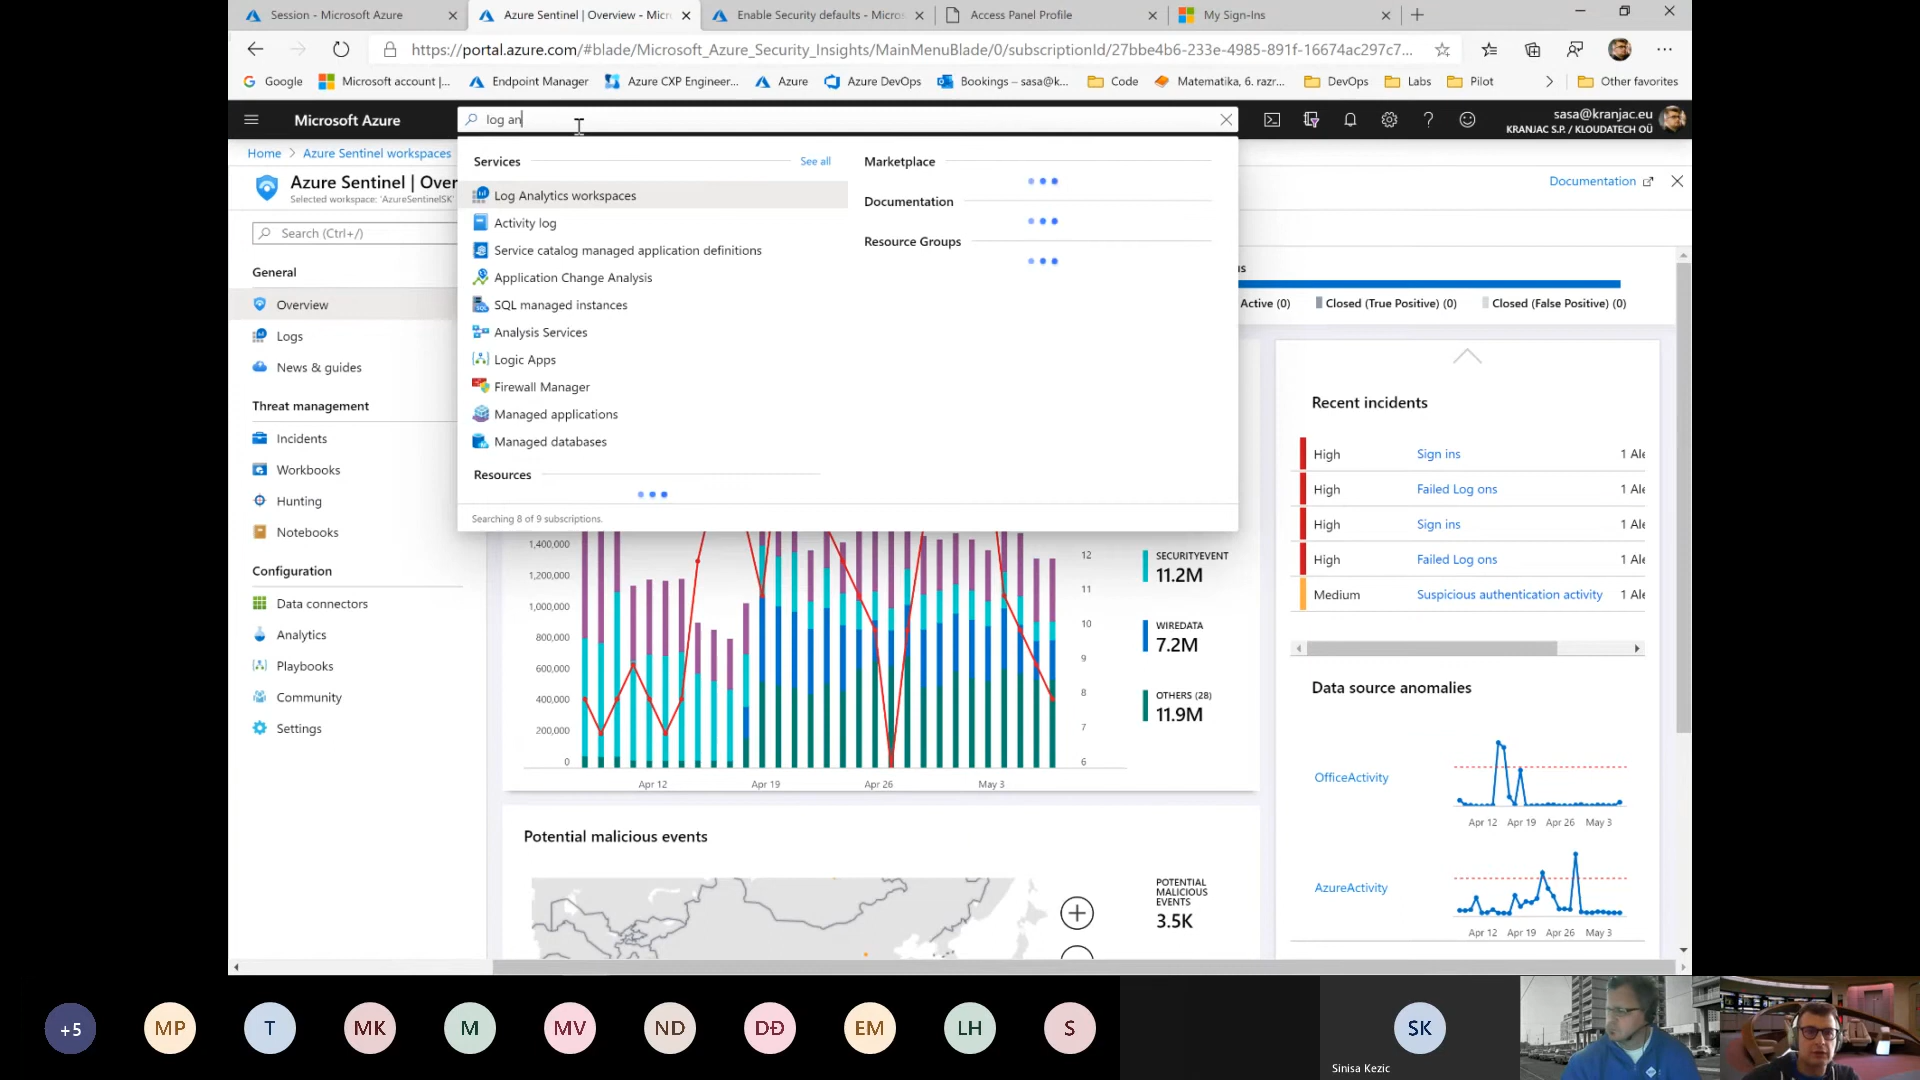 Session - Microsoft Azure
Azure Sentinel | Overview - Micr
Enable Security defaults - Micros
Access Panel Profile
My Sign-Ins
https://portal.azure.com/#blade/Microsoft_Azure_Security_Insights/MainMenuBlade/0/subscriptionId/27bbe4b6-233e-4985-891f-16674ac297c7...
Google
Microsoft account |...
Endpoint Manager
Azure CXP Engineer...
Azure
Azure DevOps
Bookings – sasa@k...
Code
Matematika, 6. razr...
DevOps
Labs
Pilot
Other favorites
Microsoft Azure
log an
sasa@kranjac.eu
KRANJAC S.P. / KLOUDATECH OÜ
Home > Azure Sentinel workspaces
Azure Sentinel | Over
Selected workspace: 'AzureSentinelSK'
Documentation
Search (Ctrl+/)
General
Overview
Logs
News & guides
Threat management
Incidents
Workbooks
Hunting
Notebooks
Configuration
Data connectors
Analytics
Playbooks
Community
Settings
Services
See all
Log Analytics workspaces
Activity log
Service catalog managed application definitions
Application Change Analysis
SQL managed instances
Analysis Services
Logic Apps
Firewall Manager
Managed applications
Managed databases
Resources
Searching 8 of 9 subscriptions.
Marketplace
Documentation
Resource Groups
us
Active (0)
Closed (True Positive) (0)
Closed (False Positive) (0)
1,400,000
1,200,000
1,000,000
800,000
600,000
400,000
200,000
0
12
11
10
9
8
7
6
Apr 12
Apr 19
Apr 26
May 3
SECURITYEVENT
11.2M
WIREDATA
7.2M
OTHERS (28)
11.9M
Potential malicious events
POTENTIAL
MALICIOUS
EVENTS
3.5K
Recent incidents
High Sign ins 1 Ale
High Failed Log ons 1 Ale
High Sign ins 1 Ale
High Failed Log ons 1 Ale
Medium Suspicious authentication activity 1 Ale
Data source anomalies
OfficeActivity
Apr 12 Apr 19 Apr 26 May 3
AzureActivity
Apr 12 Apr 19 Apr 26 May 3
+5
MP
T
MK
M
MV
ND
DĐ
EM
LH
S
SK
Sinisa Kezic